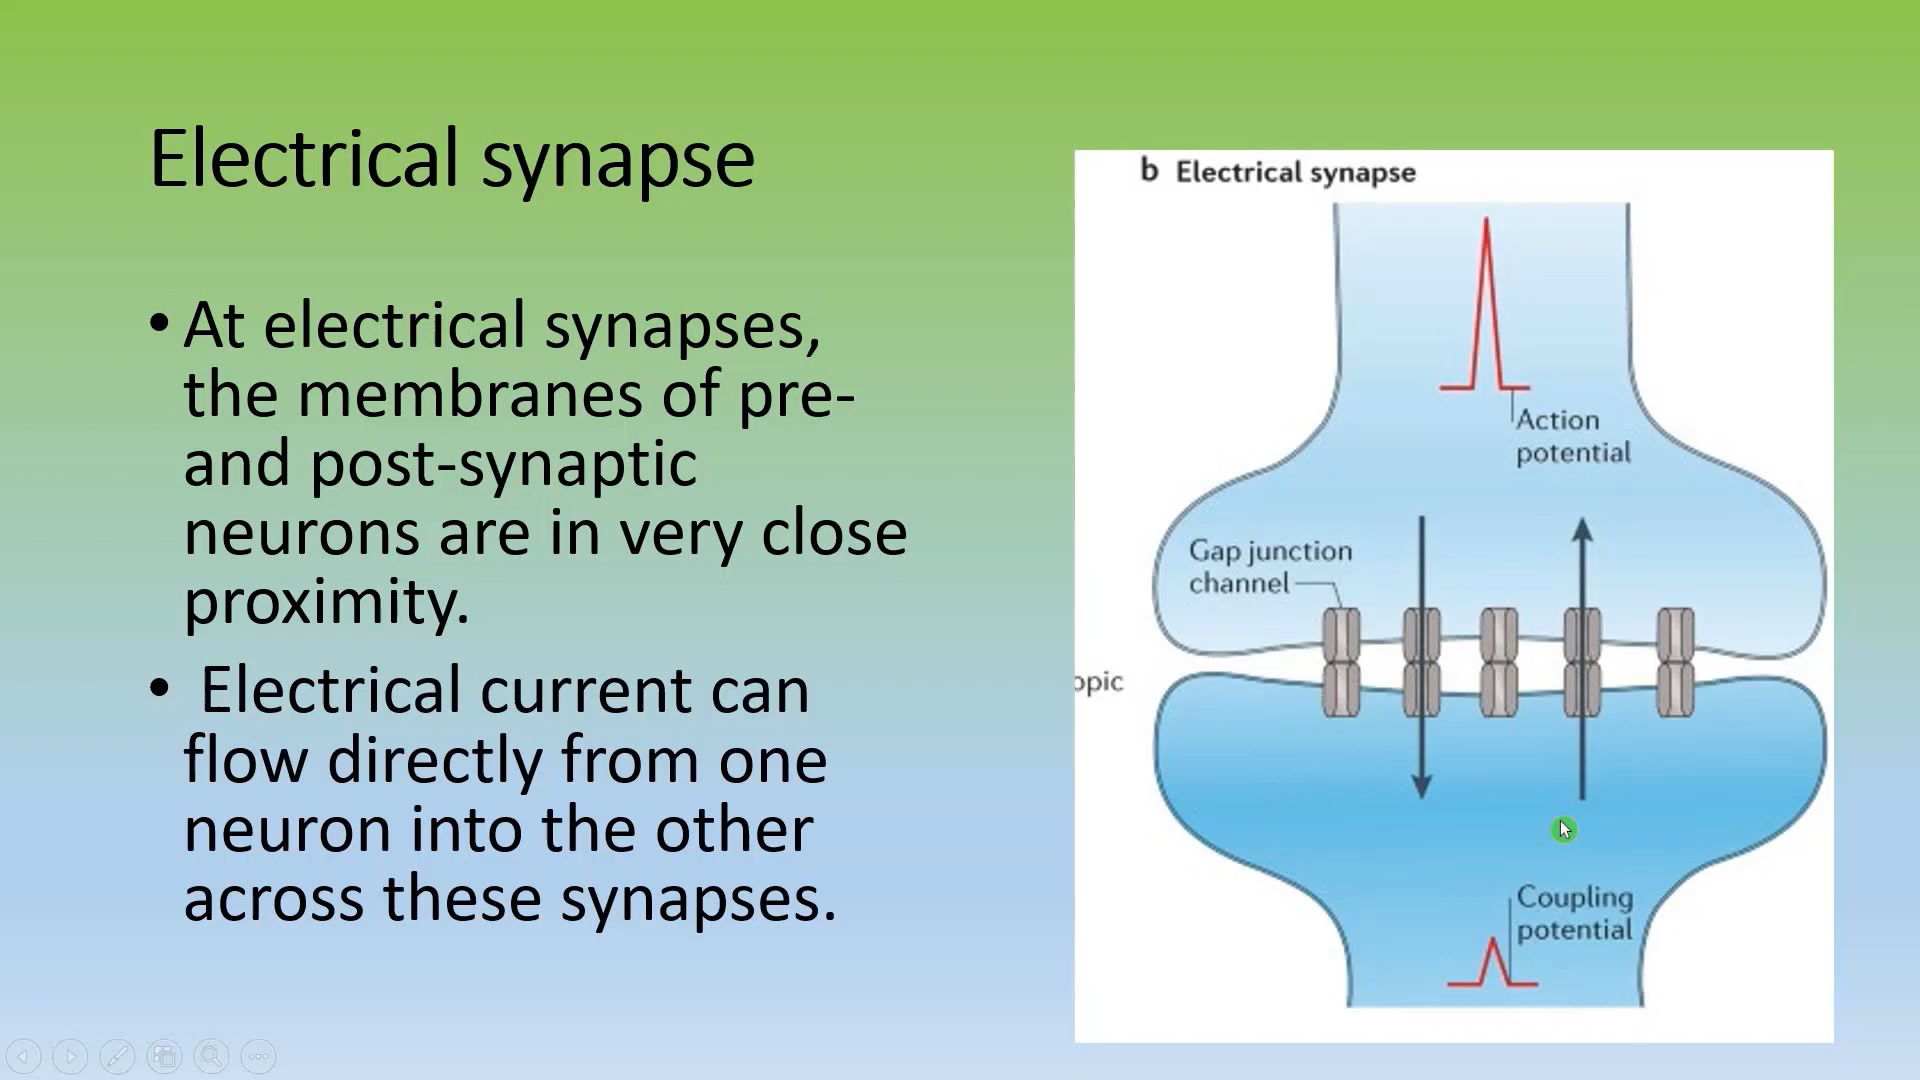 Electrical synapse
• At electrical synapses,
the membranes of pre-
and post-synaptic
neurons are in very close
proximity.
• Electrical current can
flow directly from one
neuron into the other
across these synapses.
b Electrical synapse
Action
potential
Gap junction
channel
opic
Coupling
potential